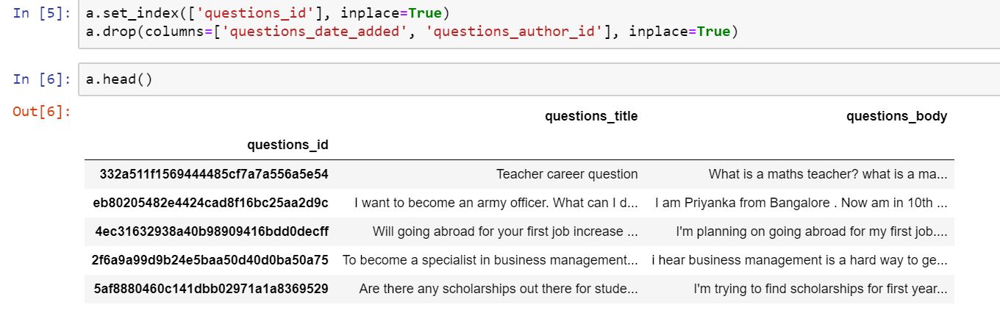 In [5]: a.set_index(['questions_id'], inplace=True)
a.drop(columns=['questions_date_added', 'questions_author_id'], inplace=True)
In [6]: a.head()
Out[6]:
questions_title questions_body
questions_id
332a511f1569444485cf7a7a556a5e54 Teacher career question What is a maths teacher? what is a ma...
eb80205482e4424cad8f16bc25aa2d9c I want to become an army officer. What can I d... I am Priyanka from Bangalore . Now am in 10th ...
4ec31632938a40b98909416bdd0decff Will going abroad for your first job increase ... I'm planning on going abroad for my first job....
2f6a9a99d9b24e5baa50d40d0ba50a75 To become a specialist in business management... i hear business management is a hard way to ge...
5af8880460c141dbb02971a1a8369529 Are there any scholarships out there for stude... I'm trying to find scholarships for first year...